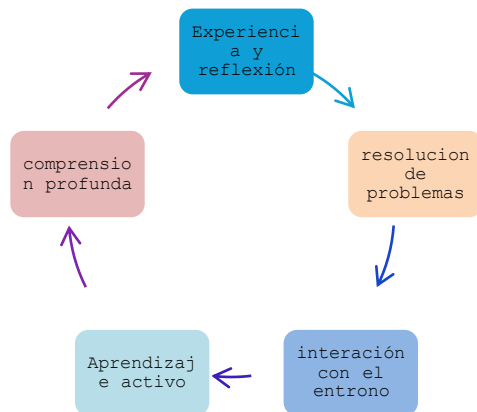 Experienci
a y
reflexión
resolucion
de
problemas
interación
con el
entrono
Aprendizaj
e activo
comprensio
n profunda